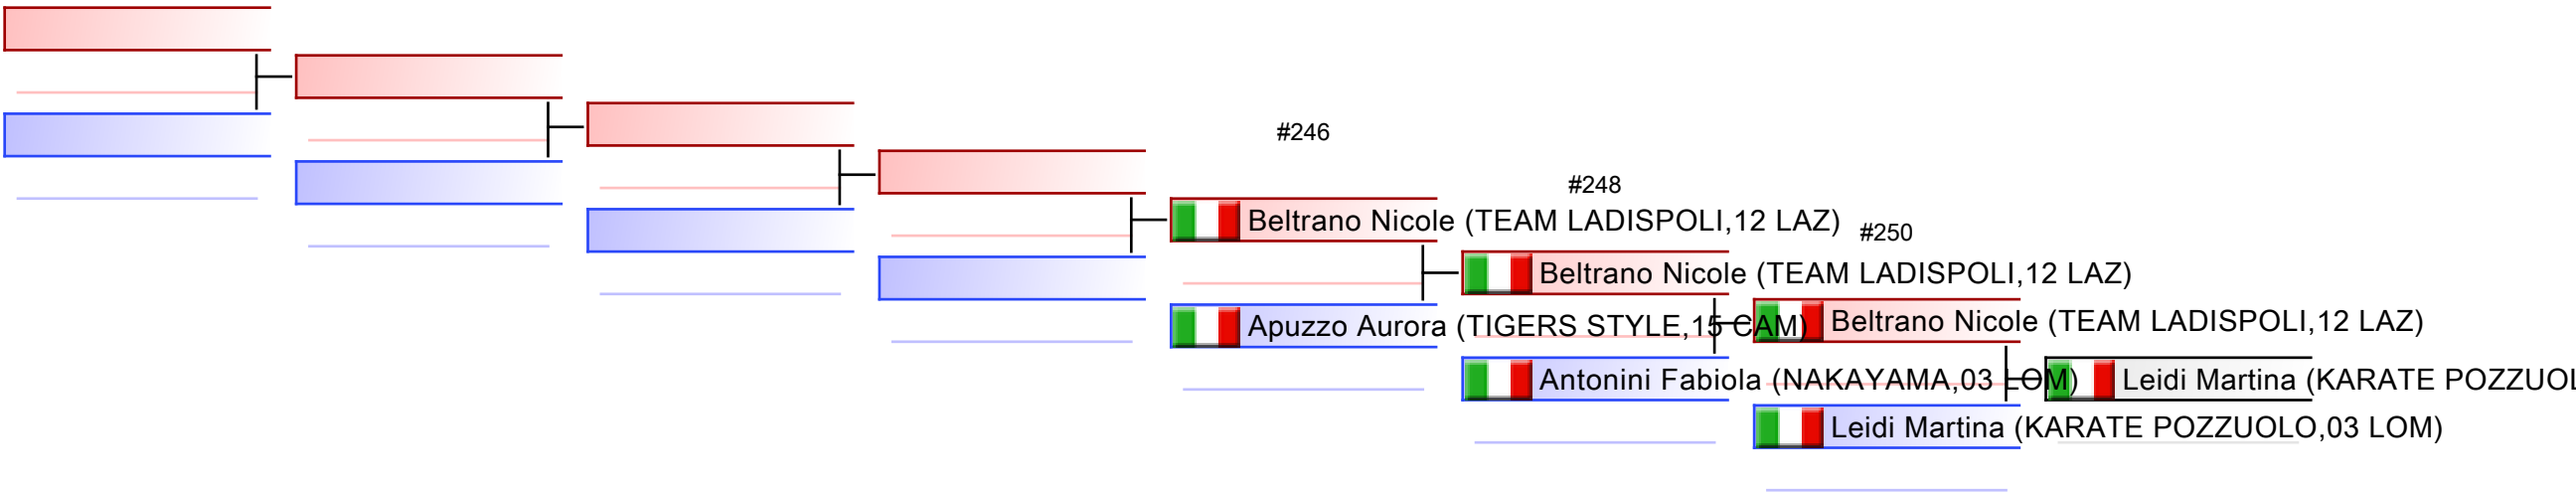 #246
#248
Beltrano Nicole (TEAM LADISPOLI,12 LAZ)
#250
Beltrano Nicole (TEAM LADISPOLI,12 LAZ)
Apuzzo Aurora (TIGERS STYLE,15 CAM)
Beltrano Nicole (TEAM LADISPOLI,12 LAZ)
Antonini Fabiola (NAKAYAMA,03 LOM)
Leidi Martina (KARATE POZZUOL
Leidi Martina (KARATE POZZUOLO,03 LOM)